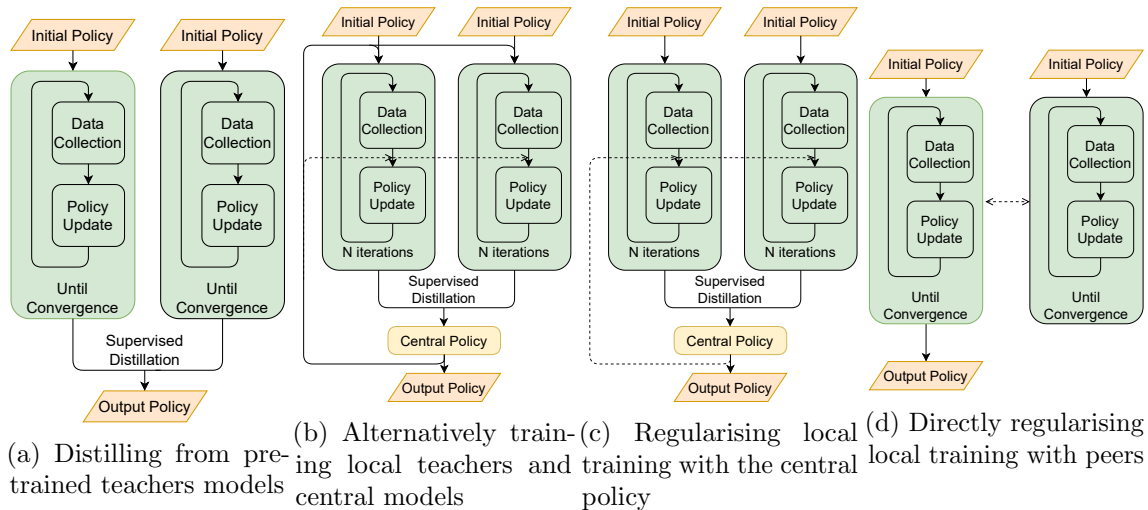 Initial Policy
Initial Policy
Data
Collection
Data
Collection
Policy
Update
Policy
Update
Until
Convergence
Until
Convergence
Supervised
Distillation
Output Policy
(a) Distilling from pre-
trained teachers models
Initial Policy
Initial Policy
Data
Collection
Data
Collection
Policy
Update
Policy
Update
N iterations
N iterations
Supervised
Distillation
Central Policy
Output Policy
(b) Alternatively train-
ing local teachers and
central models
Initial Policy
Initial Policy
Data
Collection
Data
Collection
Policy
Update
Policy
Update
N iterations
N iterations
Supervised
Distillation
Central Policy
Output Policy
(c) Regularising local
training with the central
policy
Initial Policy
Initial Policy
Data
Collection
Data
Collection
Policy
Update
Policy
Update
Until
Convergence
Until
Convergence
Output Policy
(d) Directly regularising
local training with peers